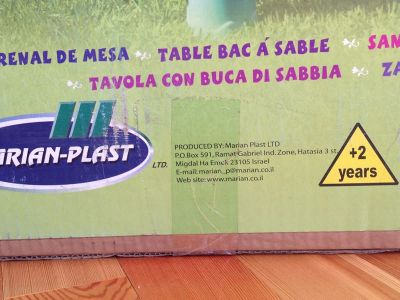 RENAL DE MESA TABLE BAC Á SABLE SAN
TAVOLA CON BUCA DI SABBIA ZA
ARIAN-PLAST LTD.
PRODUCED BY: Marian Plast LTD
P.O.Box 591, Ramat Gabriel Ind. Zone, Hatasia 3 st.
Migdal Ha Emek 23105 Israel
E-mail: marian_p@marian.co.il
Web site: www.marian.co.il
+2
years